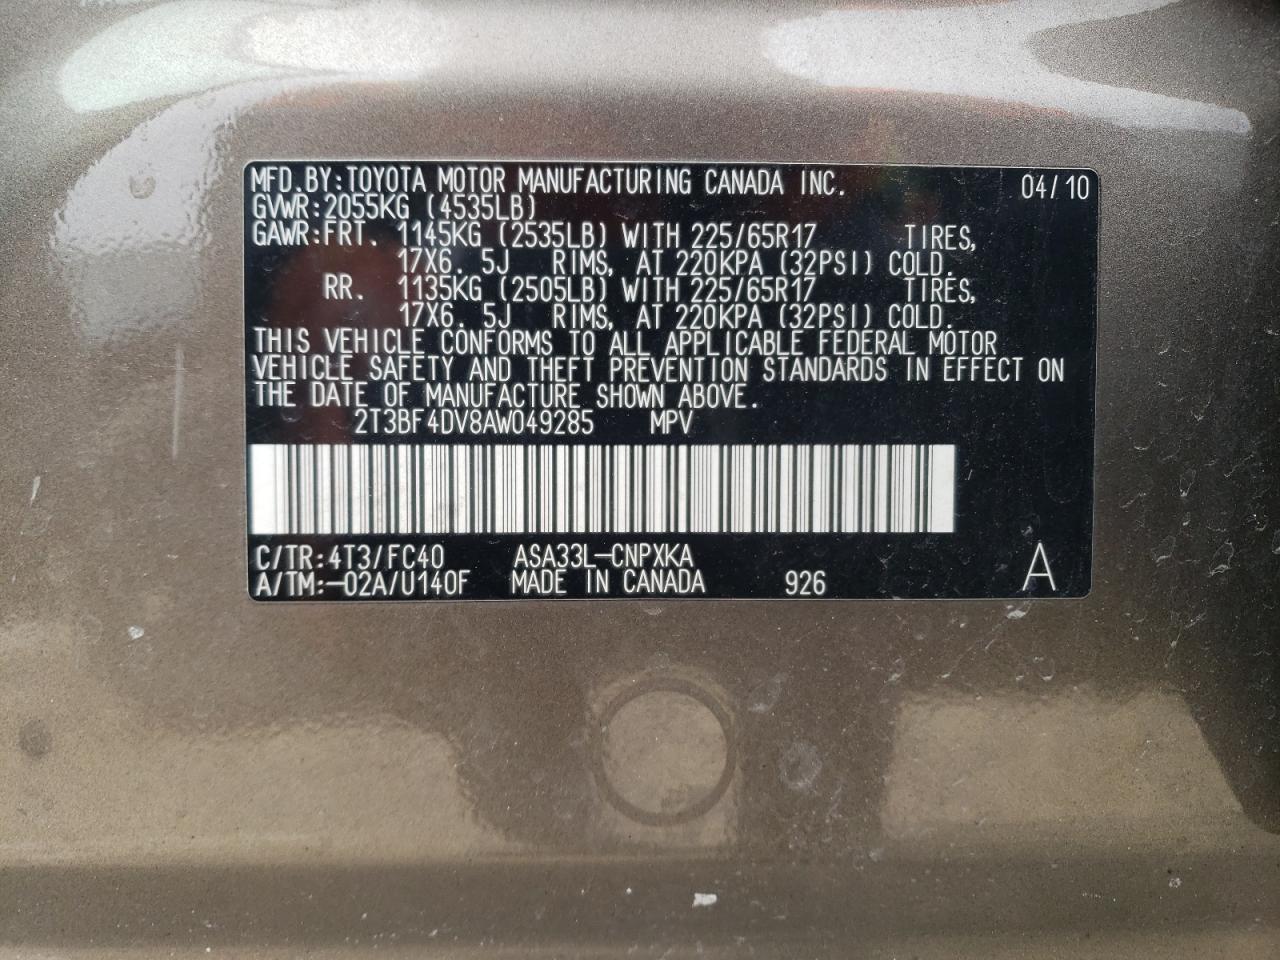 MFD.BY:TOYOTA MOTOR MANUFACTURING CANADA INC. 04/10
GVWR:2055KG (4535LB)
GAWR:FRT. 1145KG (2535LB) WITH 225/65R17 TIRES,
17X6.5J RIMS, AT 220KPA (32PSI) COLD.
RR. 1135KG (2505LB) WITH 225/65R17 TIRES,
17X6.5J RIMS, AT 220KPA (32PSI) COLD.
THIS VEHICLE CONFORMS TO ALL APPLICABLE FEDERAL MOTOR
VEHICLE SAFETY AND THEFT PREVENTION STANDARDS IN EFFECT ON
THE DATE OF MANUFACTURE SHOWN ABOVE.
2T3BF4DV8AW049285 MPV
C/TR:4T3/FC40 ASA33L-CNPXKA
A/TM:-02A/U140F MADE IN CANADA 926 A